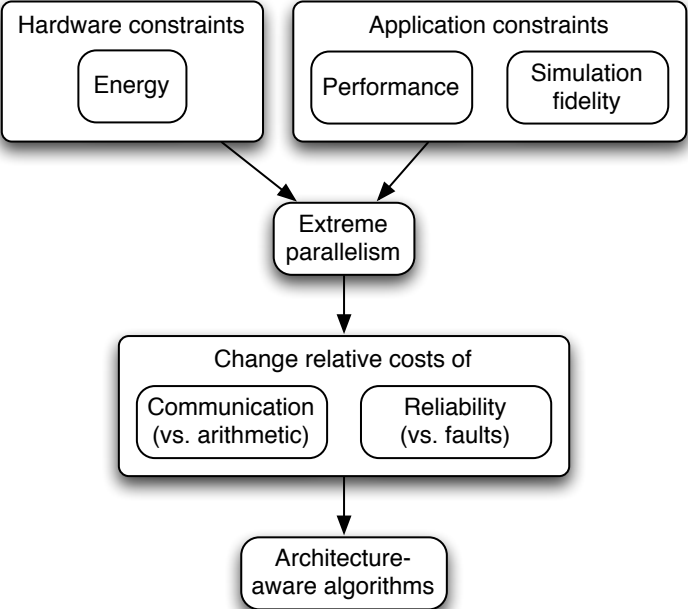 Hardware constraints
Energy
Application constraints
Performance
Simulation
fidelity
Extreme
parallelism
Change relative costs of
Communication
(vs. arithmetic)
Reliability
(vs. faults)
Architecture-
aware algorithms